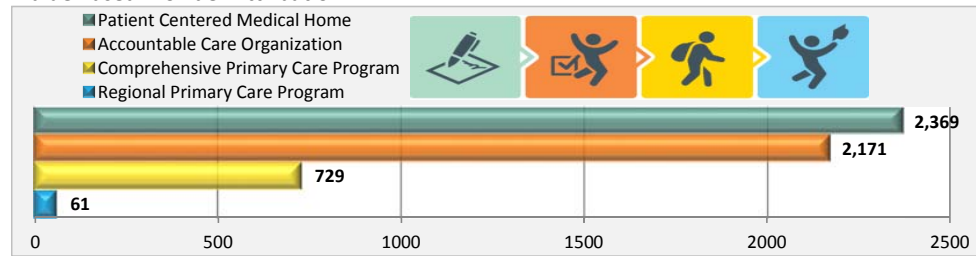 Patient Centered Medical Home
Accountable Care Organization
Comprehensive Primary Care Program
Regional Primary Care Program
2,369
2,171
729
61
0 500 1000 1500 2000 2500